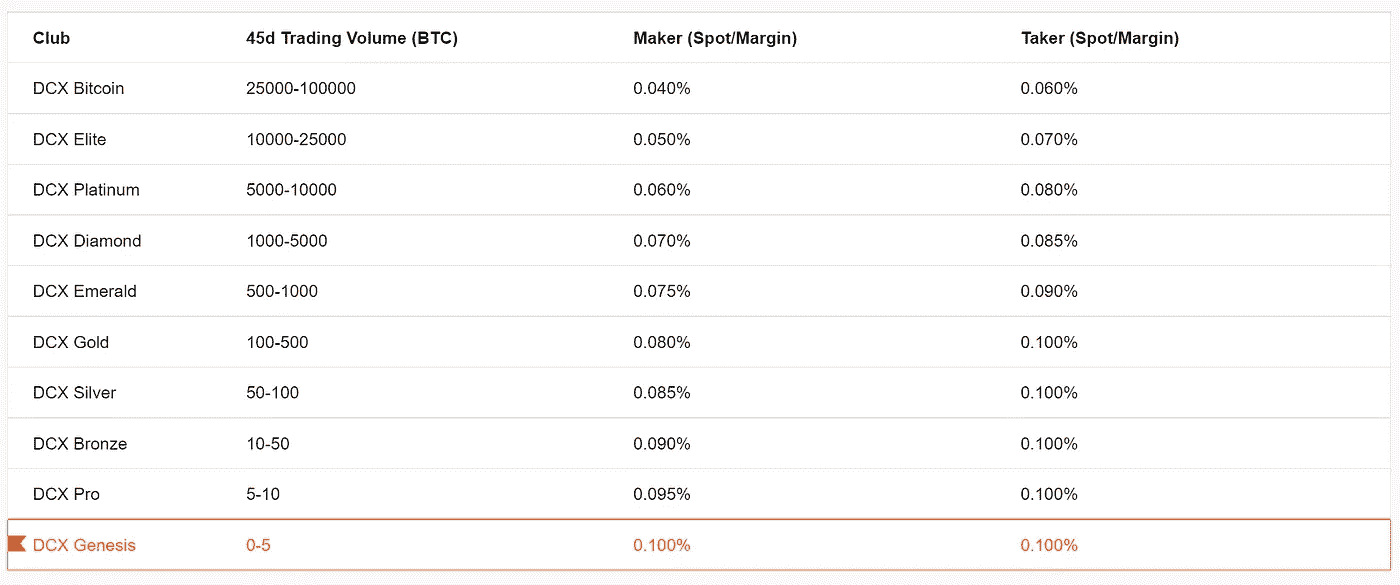 Club 45d Trading Volume (BTC) Maker (Spot/Margin) Taker (Spot/Margin)
DCX Bitcoin 25000-100000 0.040% 0.060%
DCX Elite 10000-25000 0.050% 0.070%
DCX Platinum 5000-10000 0.060% 0.080%
DCX Diamond 1000-5000 0.070% 0.085%
DCX Emerald 500-1000 0.075% 0.090%
DCX Gold 100-500 0.080% 0.100%
DCX Silver 50-100 0.085% 0.100%
DCX Bronze 10-50 0.090% 0.100%
DCX Pro 5-10 0.095% 0.100%
DCX Genesis 0-5 0.100% 0.100%